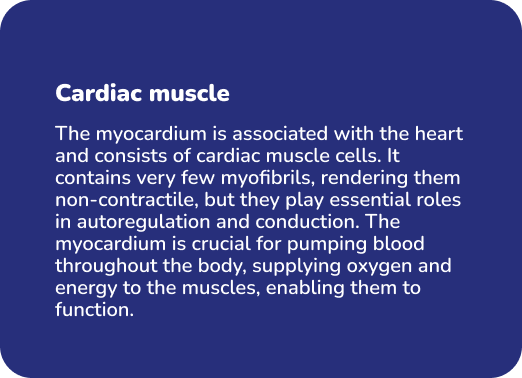 Cardiac muscle
The myocardium is associated with the heart
and consists of cardiac muscle cells. It
contains very few myofibrils, rendering them
non-contractile, but they play essential roles
in autoregulation and conduction. The
myocardium is crucial for pumping blood
throughout the body, supplying oxygen and
energy to the muscles, enabling them to
function.